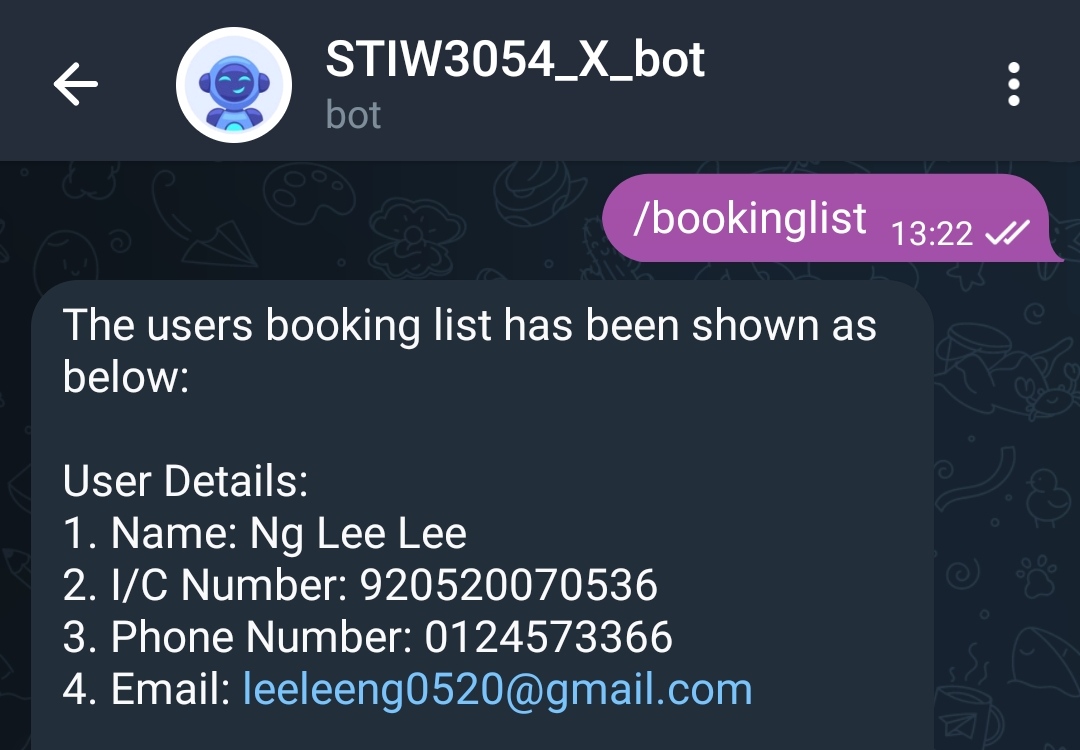 STIW3054_X_bot
bot
/bookinglist 13:22
The users booking list has been shown as
below:
User Details:
1. Name: Ng Lee Lee
2. I/C Number: 920520070536
3. Phone Number: 0124573366
4. Email: leeleeng0520@gmail.com